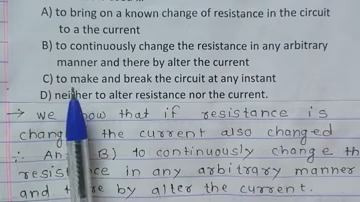 A) to bring on a known change of resistance in the circuit
to a the current
B) to continuously change the resistance in any arbitrary
manner and there by alter the current
C) to make and break the circuit at any instant
D) neither to alter resistance nor the current.
→ we know that if resistance is
chang the current also changed
∴ An B) to continuously change th
resis ce in any arbitrary manner
and t e by alter the current.